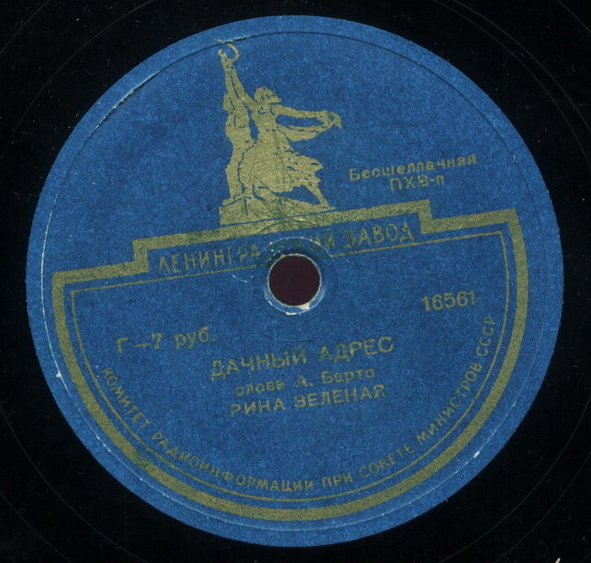 Бесшеллачная
ПХВ-п
ЛЕНИНГРАДСКИЙ ЗАВОД
16561
Г-7 руб.
ДАЧНЫЙ АДРЕС
слова А. Барто
РИНА ЗЕЛЕНАЯ
КОМИТЕТ РАДИОИНФОРМАЦИИ ПРИ СОВЕТЕ МИНИСТРОВ СССР